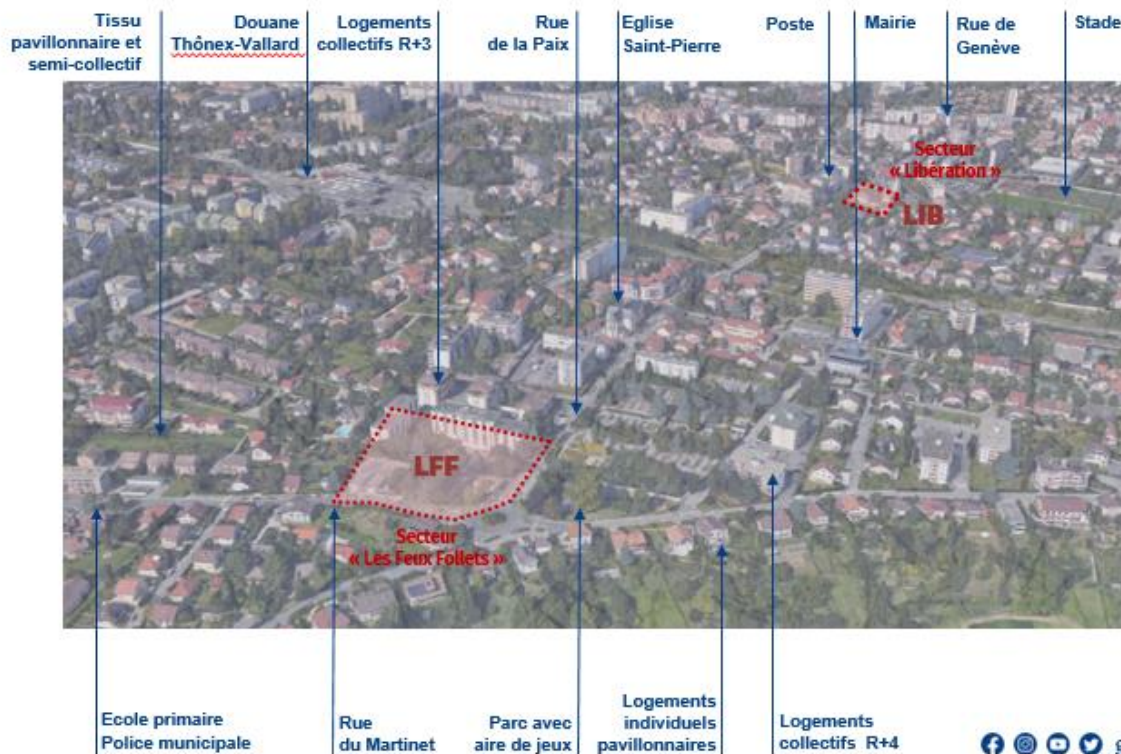 Tissu
pavillonnaire et
semi-collectif
Douane
Thônex-Vallard
Logements
collectifs R+3
Rue
de la Paix
Eglise
Saint-Pierre
Poste
Mairie
Rue de
Genève
Stade
Secteur
« Libération »
LIB
LFF
Secteur
« Les Feux Follets »
Ecole primaire
Police municipale
Rue
du Martinet
Parc avec
aire de jeux
Logements
individuels
pavillonnaires
Logements
collectifs R+4